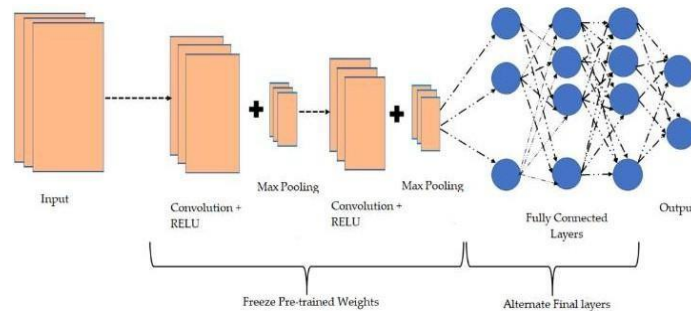 Input
Convolution +
RELU
Max Pooling
Convolution +
RELU
Max Pooling
Fully Connected
Layers
Output
Freeze Pre-trained Weights
Alternate Final layers